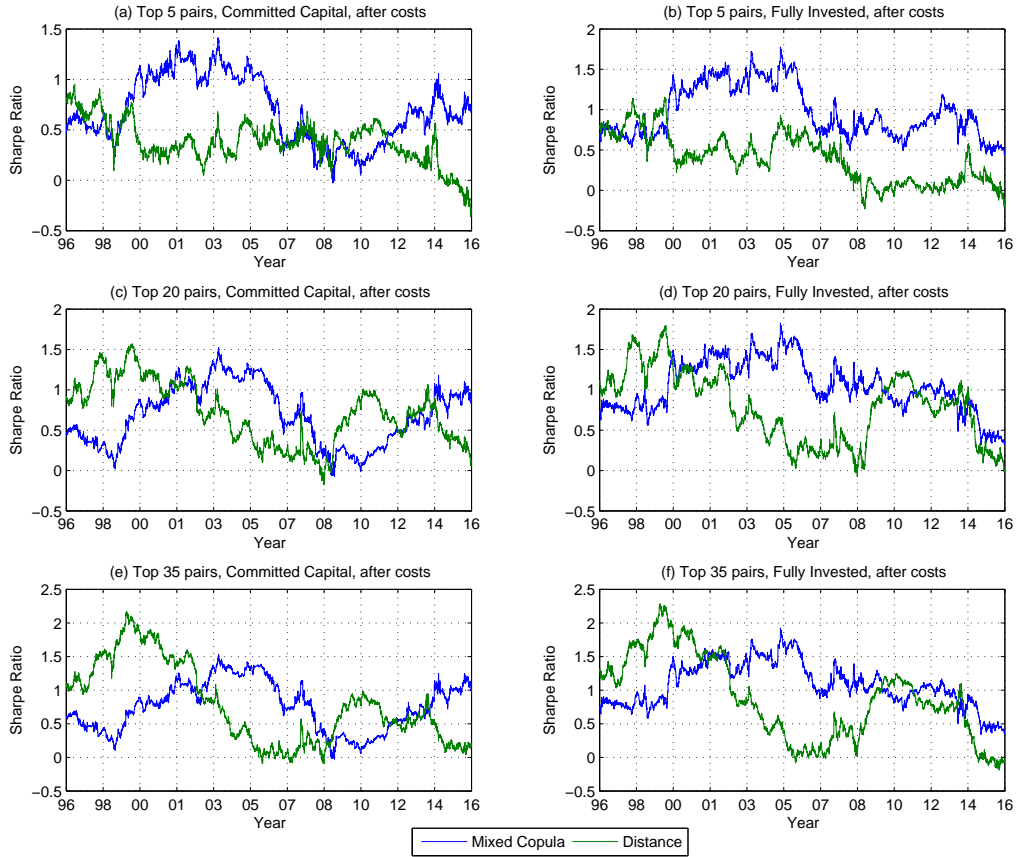 (a) Top 5 pairs, Committed Capital, after costs
Sharpe Ratio
1.5
1
0.5
0
−0.5
96 98 00 01 03 05 07 08 10 12 14 16
Year
(b) Top 5 pairs, Fully Invested, after costs
Sharpe Ratio
2
1.5
1
0.5
0
−0.5
96 98 00 01 03 05 07 08 10 12 14 16
Year
(c) Top 20 pairs, Committed Capital, after costs
Sharpe Ratio
2
1.5
1
0.5
0
−0.5
96 98 00 01 03 05 07 08 10 12 14 16
Year
(d) Top 20 pairs, Fully Invested, after costs
Sharpe Ratio
2
1.5
1
0.5
0
−0.5
96 98 00 01 03 05 07 08 10 12 14 16
Year
(e) Top 35 pairs, Committed Capital, after costs
Sharpe Ratio
2.5
2
1.5
1
0.5
0
−0.5
96 98 00 01 03 05 07 08 10 12 14 16
Year
(f) Top 35 pairs, Fully Invested, after costs
Sharpe Ratio
2.5
2
1.5
1
0.5
0
−0.5
96 98 00 01 03 05 07 08 10 12 14 16
Year
Mixed Copula Distance